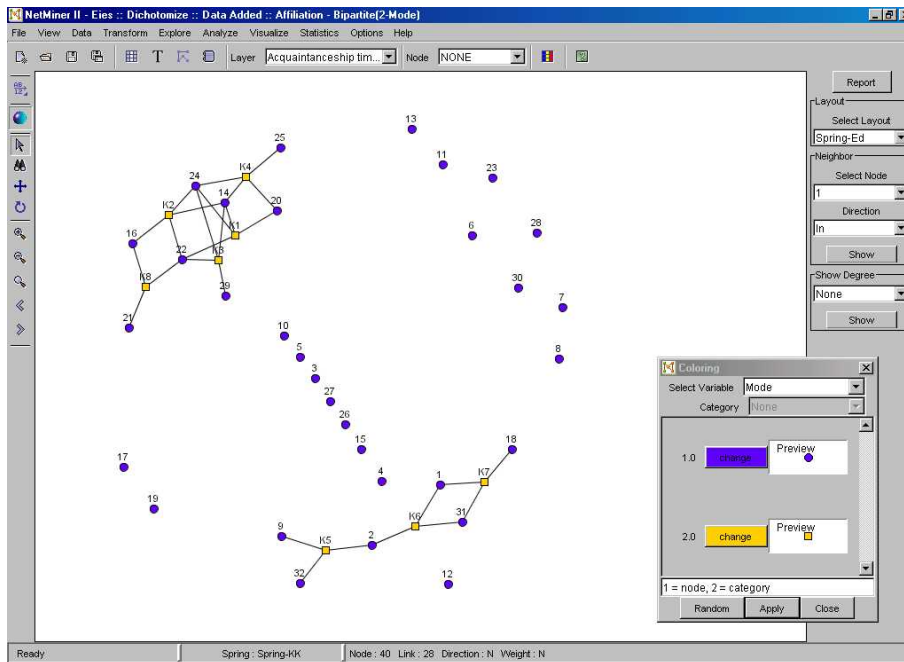 NetMiner II - Eies :: Dichotomize :: Data Added :: Affiliation - Bipartite(2-Mode)
File View Data Transform Explore Analyze Visualize Statistics Options Help
Layer Acquaintanceship tim... Node NONE
Report
Layout
Select Layout
Spring-Ed
Neighbor
Select Node
1
Direction
In
Show
Show Degree
None
Show
13
25
11
24
K4
23
14
K2
20
16
K1
6
28
22
K3
K8
29
30
21
7
10
5
8
3
27
26
15
18
17
4
1
K7
19
9
K6
31
K5
2
32
12
Coloring
Select Variable Mode
Category None
1.0 change Preview
2.0 change Preview
1 = node, 2 = category
Random Apply Close
Ready Spring : Spring-KK Node : 40 Link : 28 Direction : N Weight : N